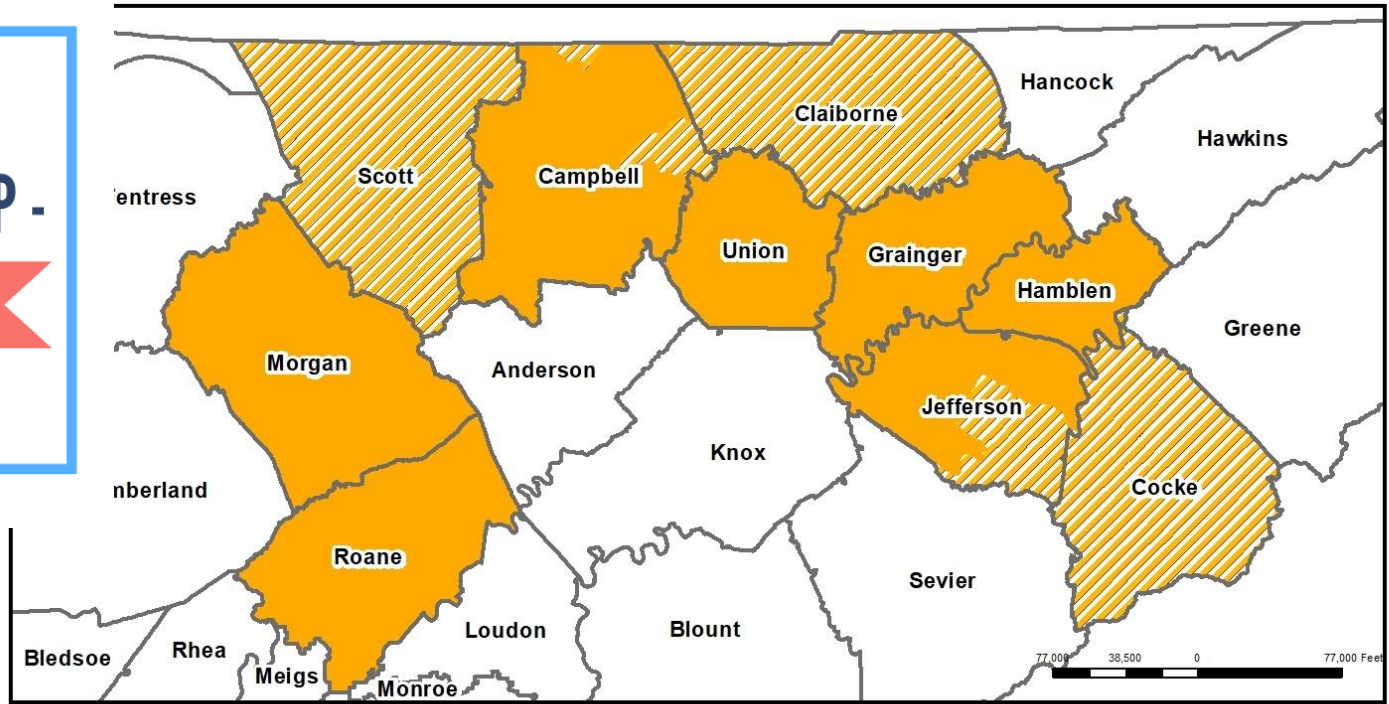 Hancock
Claiborne
Hawkins
Scott
Campbell
entress
Union
Grainger
Hamblen
Greene
Morgan
Anderson
Jefferson
Knox
mberland
Cocke
Roane
Sevier
Loudon
Blount
Rhea
Bledsoe
Meigs
Monroe
77,000 38,500 0 77,000 Feet